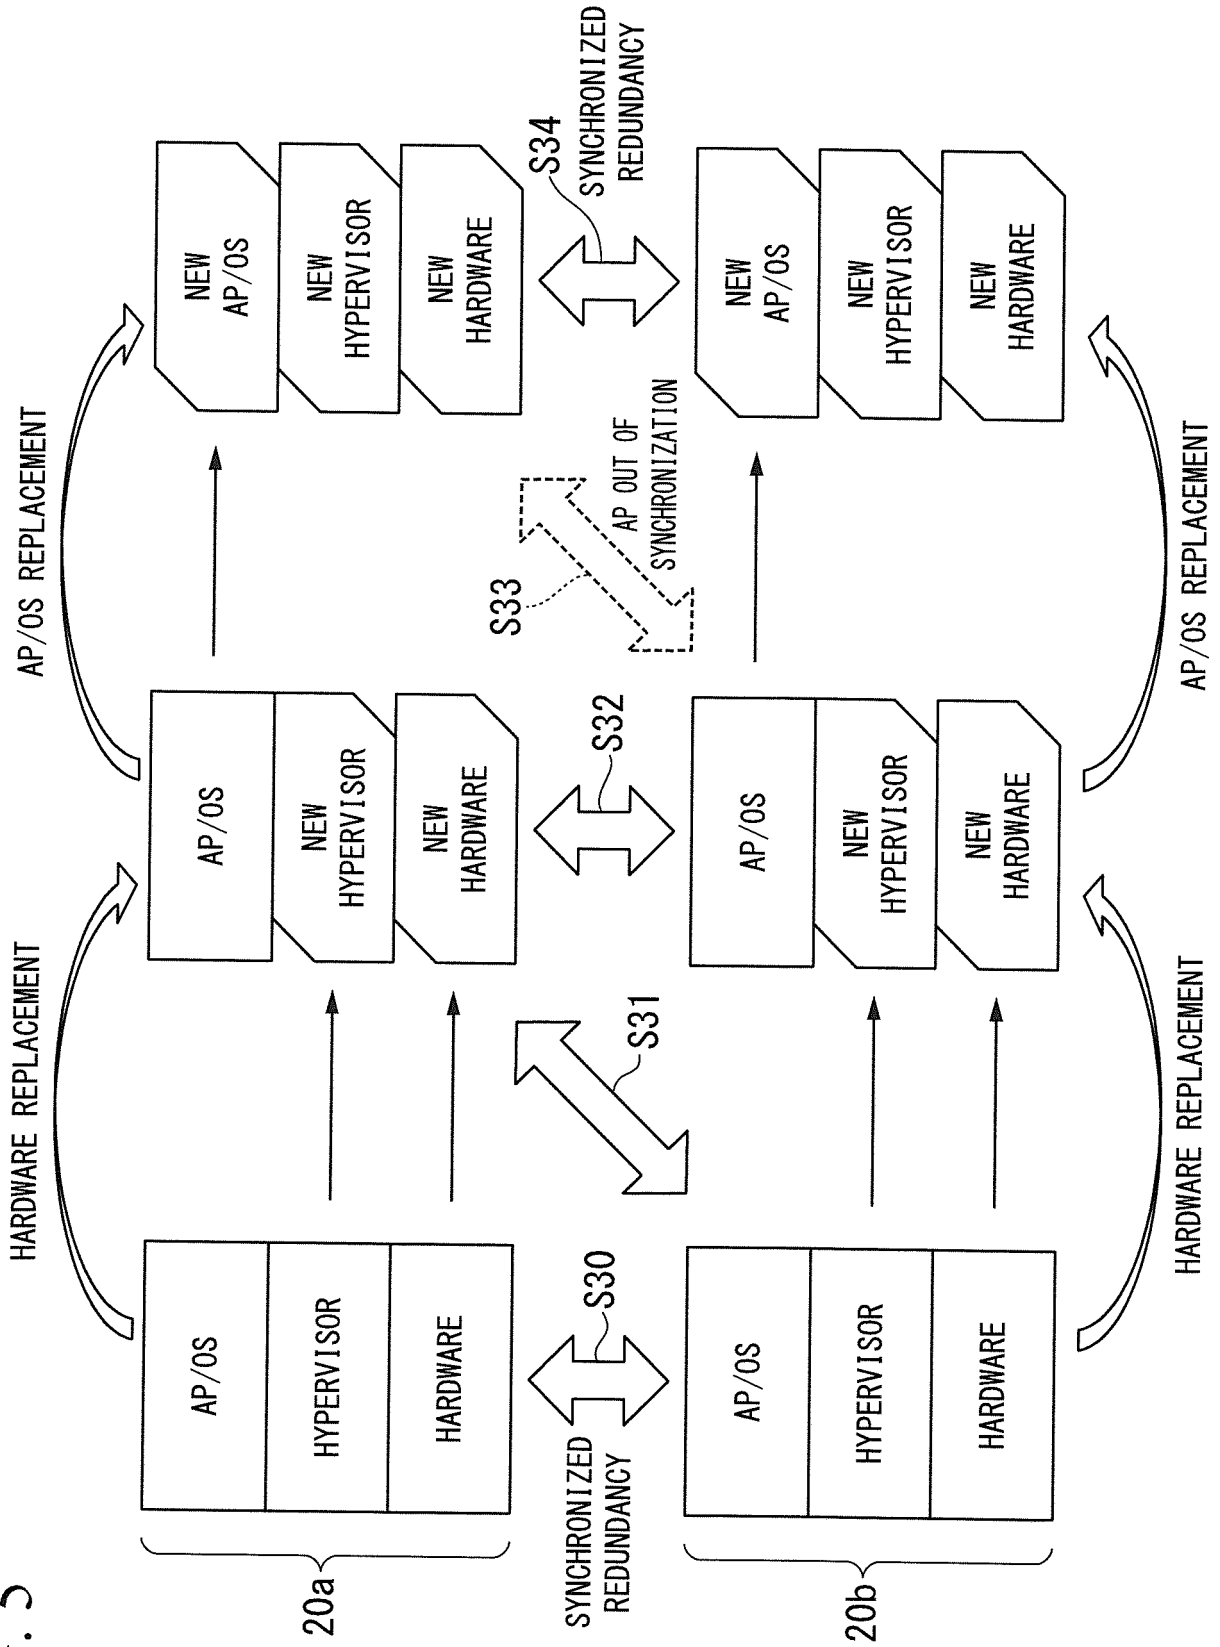 HARDWARE REPLACEMENT
AP/OS REPLACEMENT
20a
AP/OS
HYPERVISOR
HARDWARE
AP/OS
NEW
HYPERVISOR
NEW
HARDWARE
NEW
AP/OS
NEW
HYPERVISOR
NEW
HARDWARE
SYNCHRONIZED
REDUNDANCY
S30
S31
S32
S33
AP OUT OF
SYNCHRONIZATION
S34
SYNCHRONIZED
REDUNDANCY
20b
AP/OS
HYPERVISOR
HARDWARE
AP/OS
NEW
HYPERVISOR
NEW
HARDWARE
NEW
AP/OS
NEW
HYPERVISOR
NEW
HARDWARE
HARDWARE REPLACEMENT
AP/OS REPLACEMENT